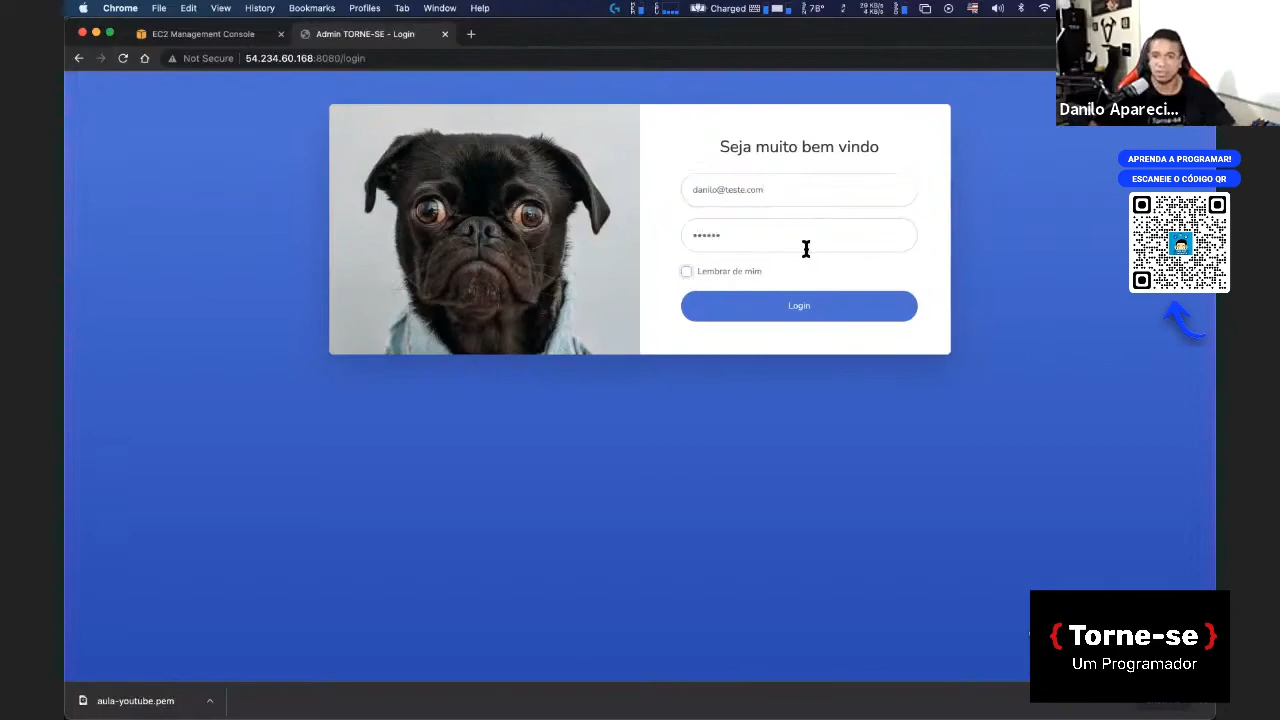 Chrome File Edit View History Bookmarks Profiles Tab Window Help
Charged
78°
EC2 Management Console
Admin TORNE-SE - Login
Not Secure
54.234.60.168:8080/login
Danilo Apareci...
APRENDA A PROGRAMAR!
ESCANEIE O CÓDIGO QR
Seja muito bem vindo
danilo@teste.com
••••••
Lembrar de mim
Login
{ Torne-se }
Um Programador
aula-youtube.pem